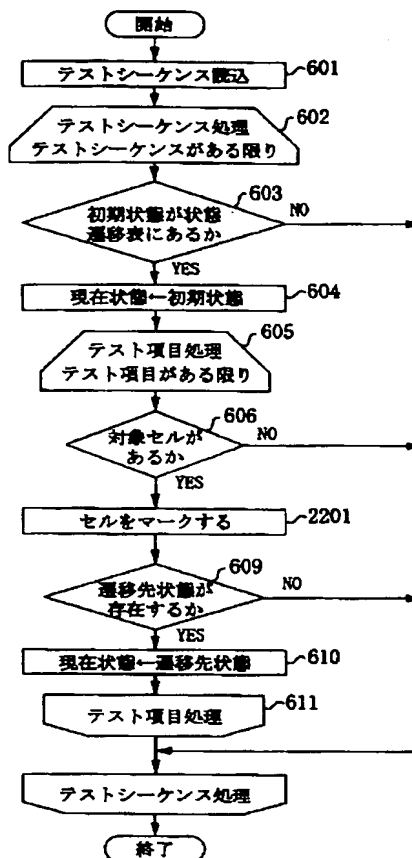 開始
テストシーケンス読込
601
テストシーケンス処理
テストシーケンスがある限り
602
初期状態が状態
遷移表にあるか
603
NO
YES
現在状態←初期状態
604
テスト項目処理
テスト項目がある限り
605
対象セルが
あるか
606
NO
YES
セルをマークする
2201
遷移先状態が
存在するか
609
NO
YES
現在状態←遷移先状態
610
テスト項目処理
611
テストシーケンス処理
終了